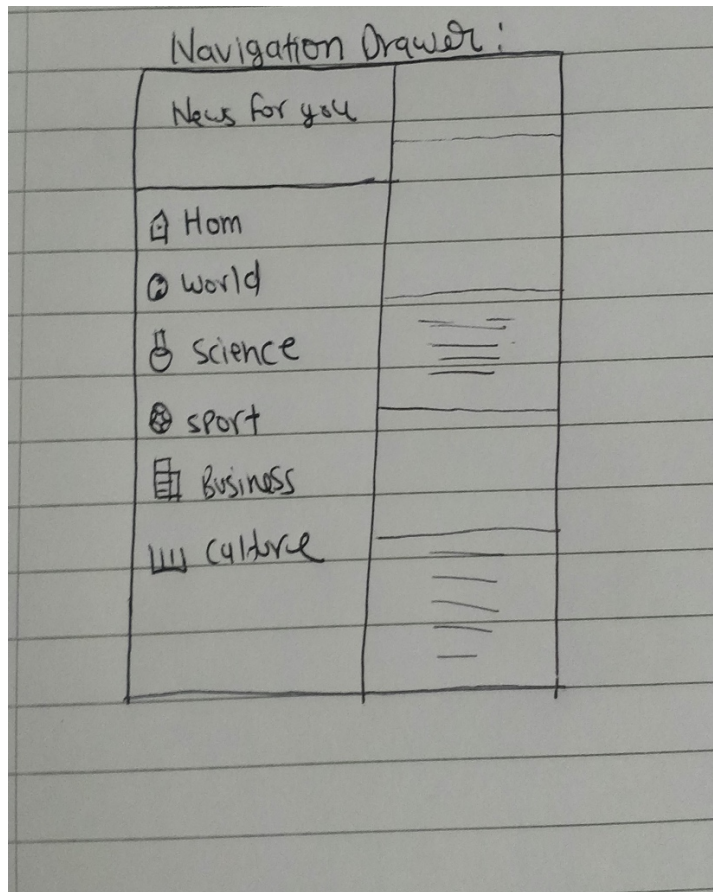 Navigation Drawer:
News for you
Hom
world
science
sport
Business
Culture